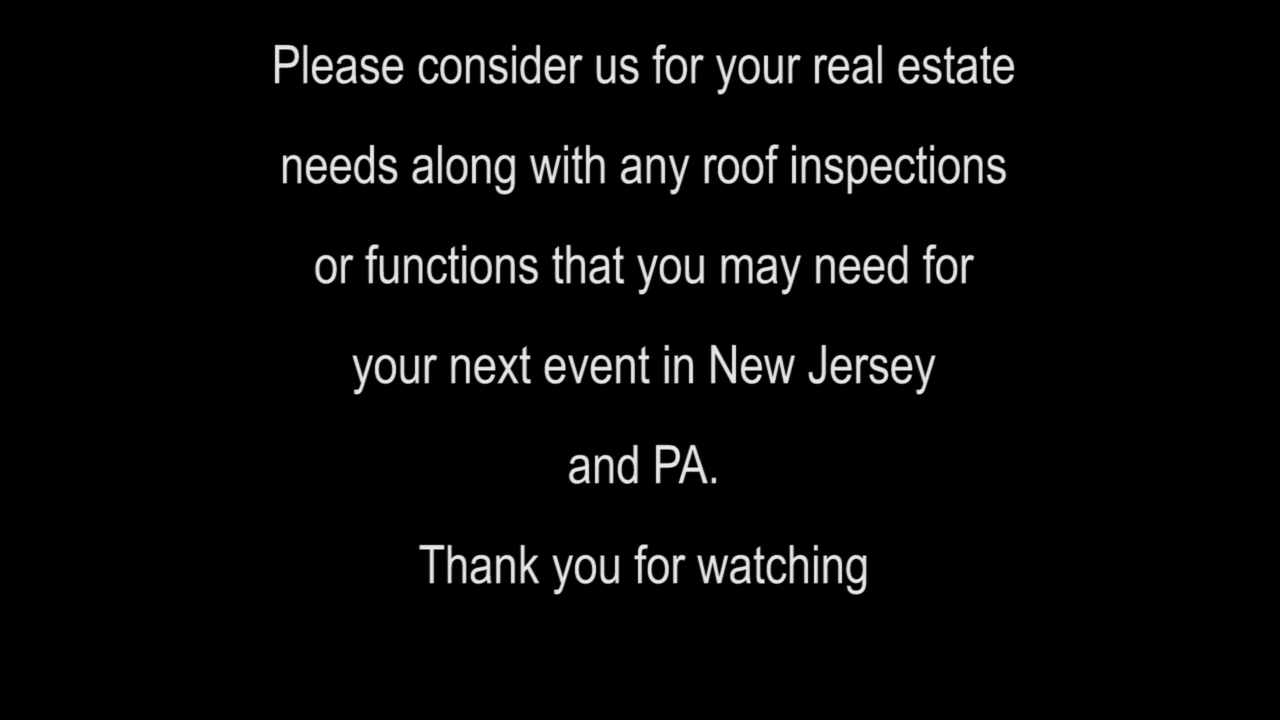 Please consider us for your real estate
needs along with any roof inspections
or functions that you may need for
your next event in New Jersey
and PA.
Thank you for watching